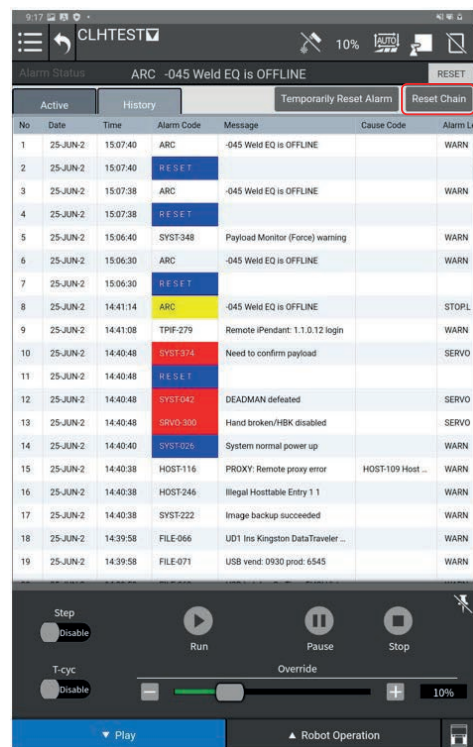 9:17
CLHTEST
10% AUTO
Alarm Status ARC -045 Weld EQ is OFFLINE RESET
Active History Temporarily Reset Alarm Reset Chain
No Date Time Alarm Code Message Cause Code Alarm Le
1 25-JUN-2 15:07:40 ARC -045 Weld EQ is OFFLINE WARN
2 25-JUN-2 15:07:40 RESET
3 25-JUN-2 15:07:38 ARC -045 Weld EQ is OFFLINE WARN
4 25-JUN-2 15:07:38 RESET
5 25-JUN-2 15:06:40 SYST-348 Payload Monitor (Force) warning WARN
6 25-JUN-2 15:06:30 ARC -045 Weld EQ is OFFLINE WARN
7 25-JUN-2 15:06:30 RESET
8 25-JUN-2 14:41:14 ARC -045 Weld EQ is OFFLINE STOP.L
9 25-JUN-2 14:41:08 TPIF-279 Remote iPendant: 1.1.0.12 login WARN
10 25-JUN-2 14:40:48 SYST-374 Need to confirm payload SERVO
11 25-JUN-2 14:40:48 RESET
12 25-JUN-2 14:40:48 SYST-042 DEADMAN defeated SERVO
13 25-JUN-2 14:40:48 SRVO-300 Hand broken/HBK disabled SERVO
14 25-JUN-2 14:40:40 SYST-026 System normal power up WARN
15 25-JUN-2 14:40:38 HOST-116 PROXY: Remote proxy error HOST-109 Host ... WARN
16 25-JUN-2 14:40:38 HOST-246 Illegal Hosttable Entry 1 1 WARN
17 25-JUN-2 14:40:38 SYST-222 Image backup succeeded WARN
18 25-JUN-2 14:39:58 FILE-066 UD1 Ins Kingston DataTraveler ... WARN
19 25-JUN-2 14:39:58 FILE-071 USB vend: 0930 prod: 6545 WARN
Step
Disable
Run Pause Stop
T-cyc Override
Disable 10%
▼ Play ▲ Robot Operation